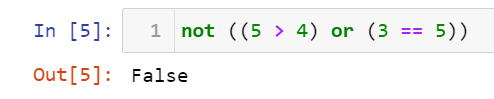 In [5]: 1 not ((5 > 4) or (3 == 5))
Out[5]: False